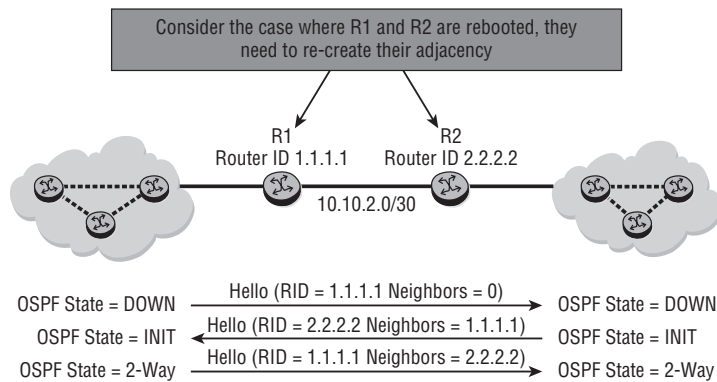 Consider the case where R1 and R2 are rebooted, they
need to re-create their adjacency
R1
Router ID 1.1.1.1
R2
Router ID 2.2.2.2
10.10.2.0/30
OSPF State = DOWN
Hello (RID = 1.1.1.1 Neighbors = 0)
OSPF State = DOWN
OSPF State = INIT
Hello (RID = 2.2.2.2 Neighbors = 1.1.1.1)
OSPF State = INIT
OSPF State = 2-Way
Hello (RID = 1.1.1.1 Neighbors = 2.2.2.2)
OSPF State = 2-Way